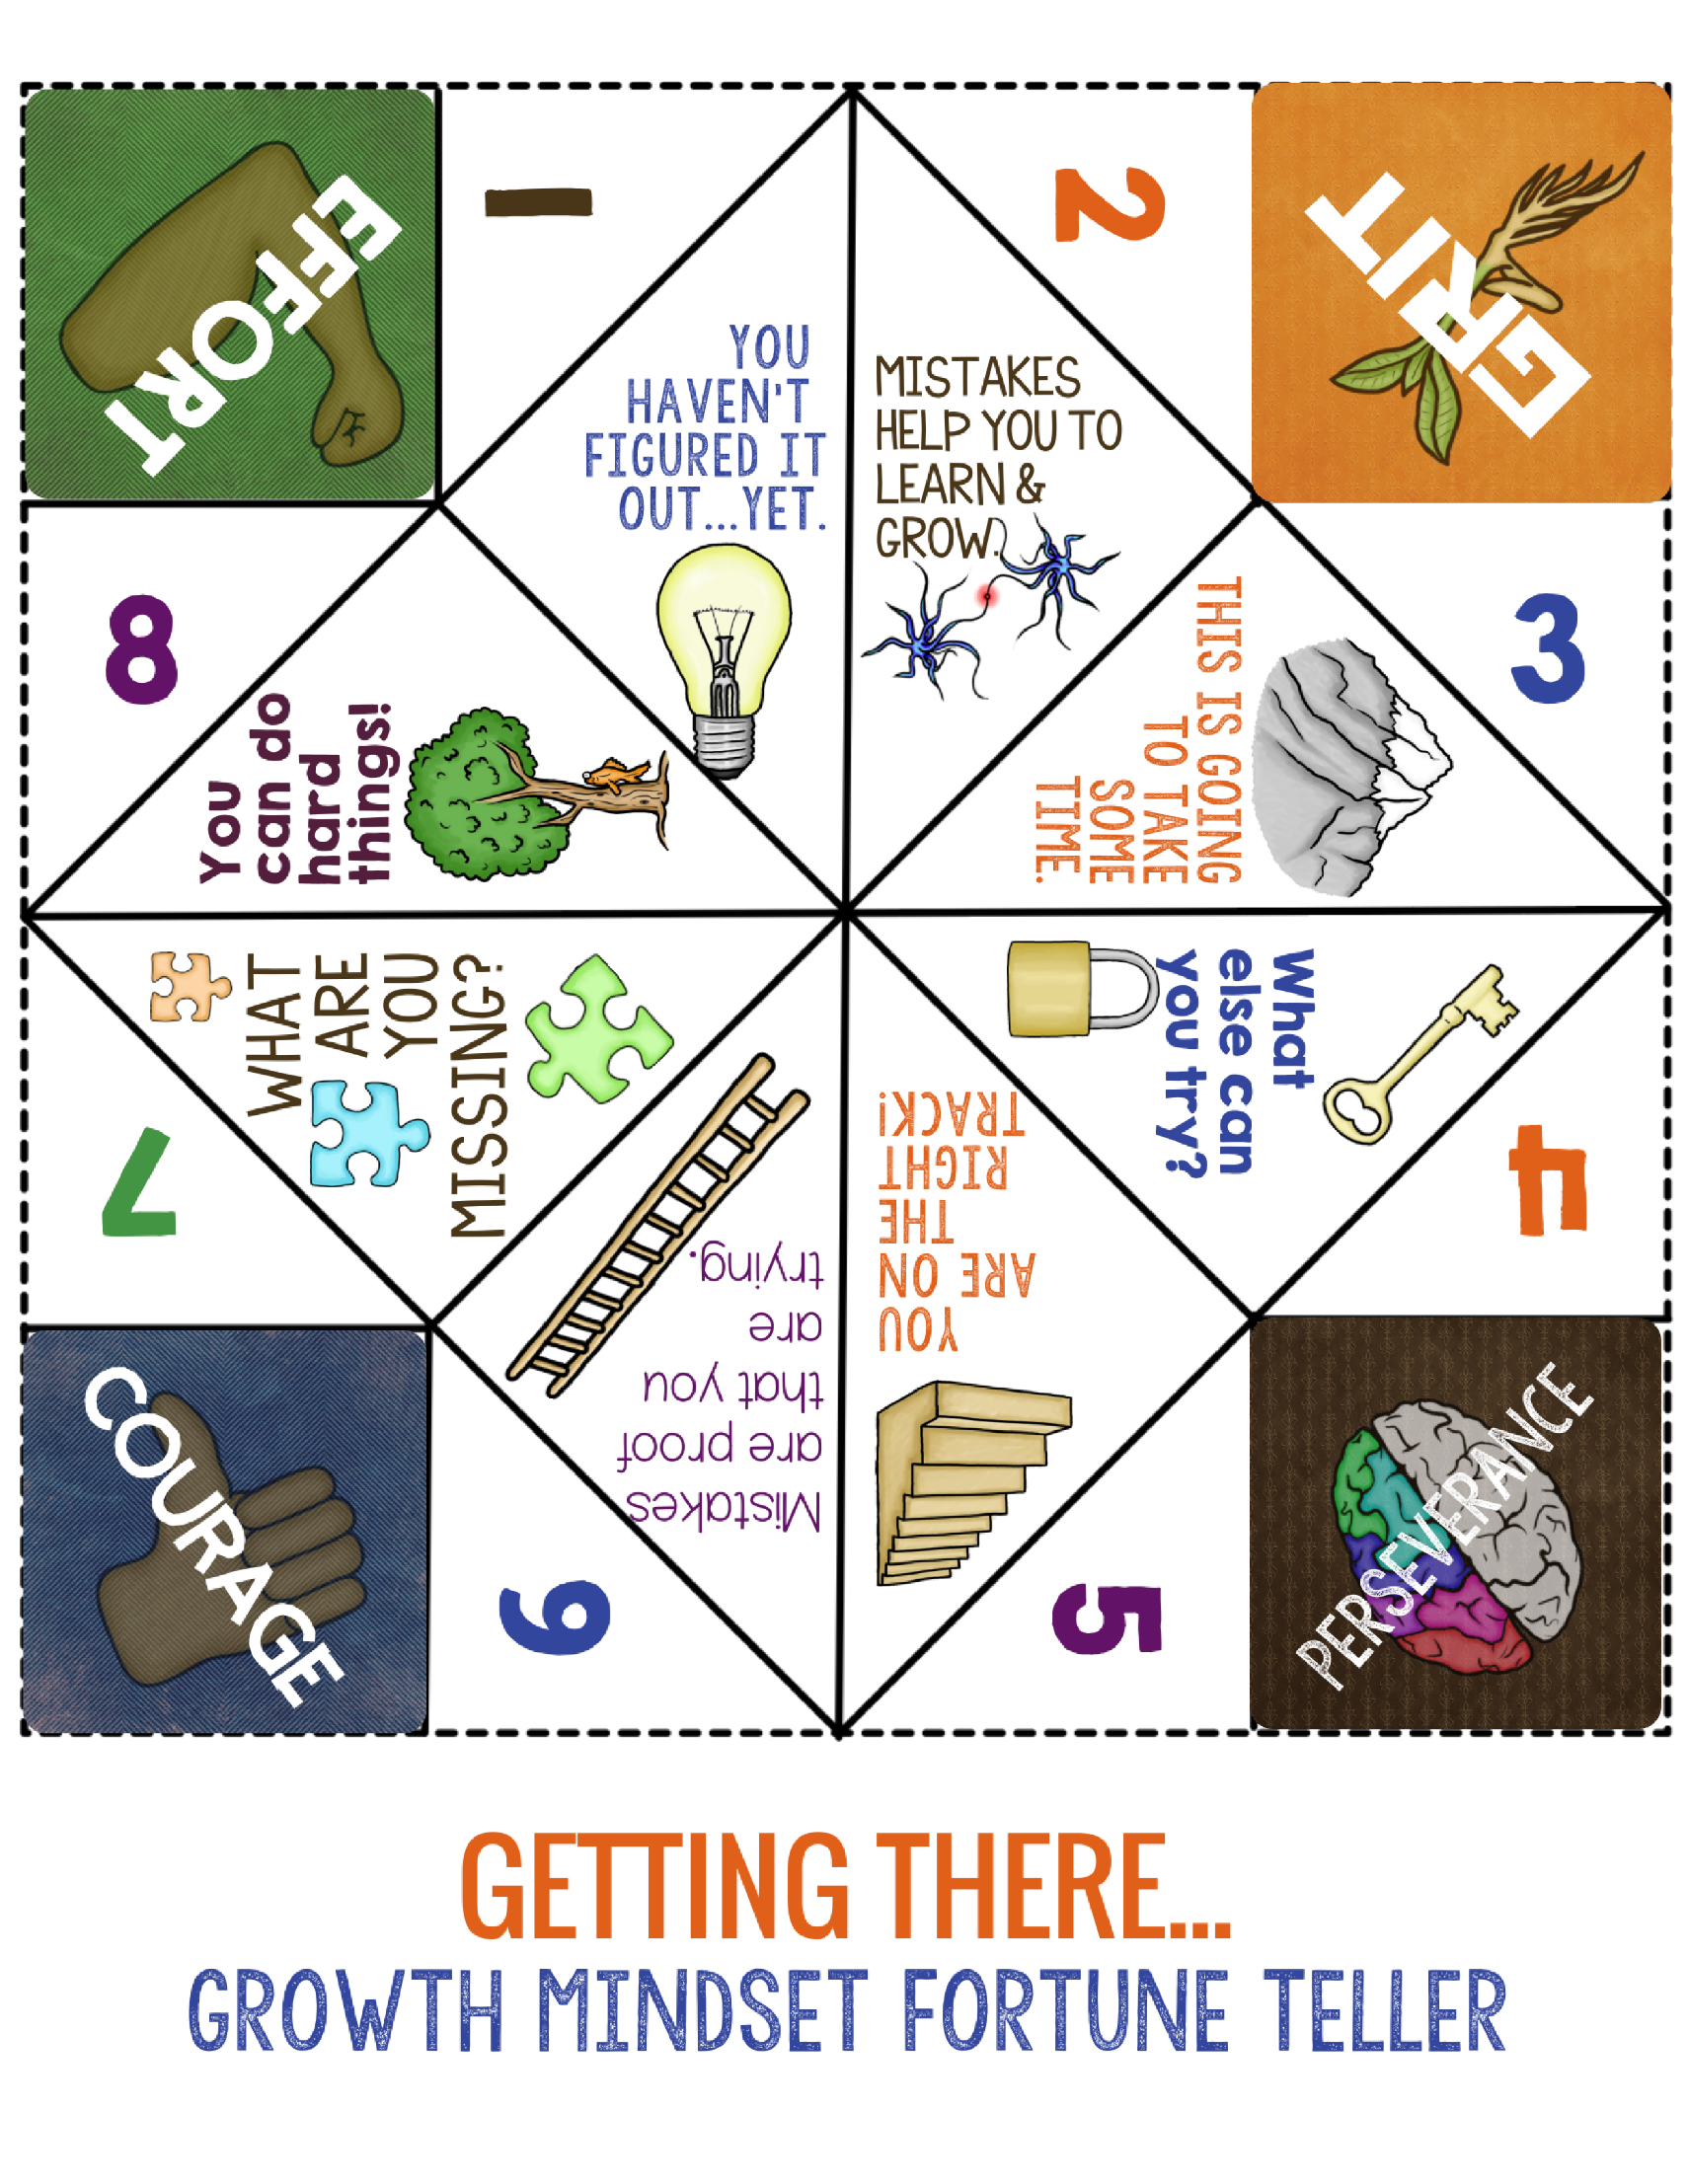 EFFORT
1
2
GRIT
YOU
HAVEN'T
FIGURED IT
OUT...YET.
MISTAKES
HELP YOU TO
LEARN &
GROW.
8
You
can do
hard
things!
THIS IS GOING
TO TAKE
SOME
TIME.
3
WHAT
ARE
YOU
MISSING?
7
What
else can
you try?
4
Mistakes
are proof
that you
are
trying.
6
YOU
ARE ON
THE
RIGHT
TRACK!
5
COURAGE
PERSEVERANCE
GETTING THERE...
GROWTH MINDSET FORTUNE TELLER